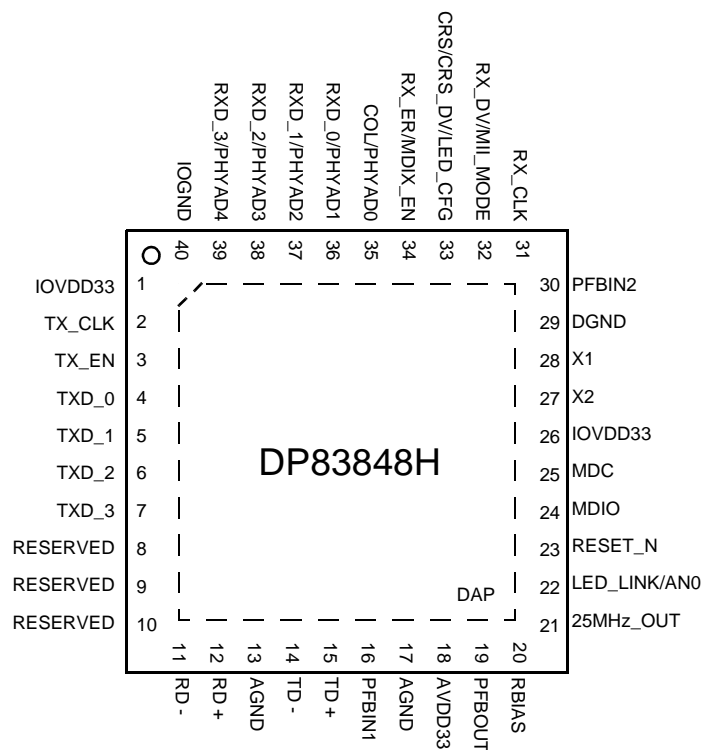 IOGND
RXD_3/PHYAD4
RXD_2/PHYAD3
RXD_1/PHYAD2
RXD_0/PHYAD1
COL/PHYAD0
RX_ER/MDIX_EN
CRS/CRS_DV/LED_CFG
RX_DV/MII_MODE
RX_CLK
40 39 38 37 36 35 34 33 32 31
IOVDD33 1
TX_CLK 2
TX_EN 3
TXD_0 4
TXD_1 5
TXD_2 6
TXD_3 7
RESERVED 8
RESERVED 9
RESERVED 10
DP83848H
DAP
30 PFBIN2
29 DGND
28 X1
27 X2
26 IOVDD33
25 MDC
24 MDIO
23 RESET_N
22 LED_LINK/AN0
21 25MHz_OUT
11 12 13 14 15 16 17 18 19 20
RD -
RD +
AGND
TD -
TD +
PFBIN1
AGND
AVDD33
PFBOUT
RBIAS